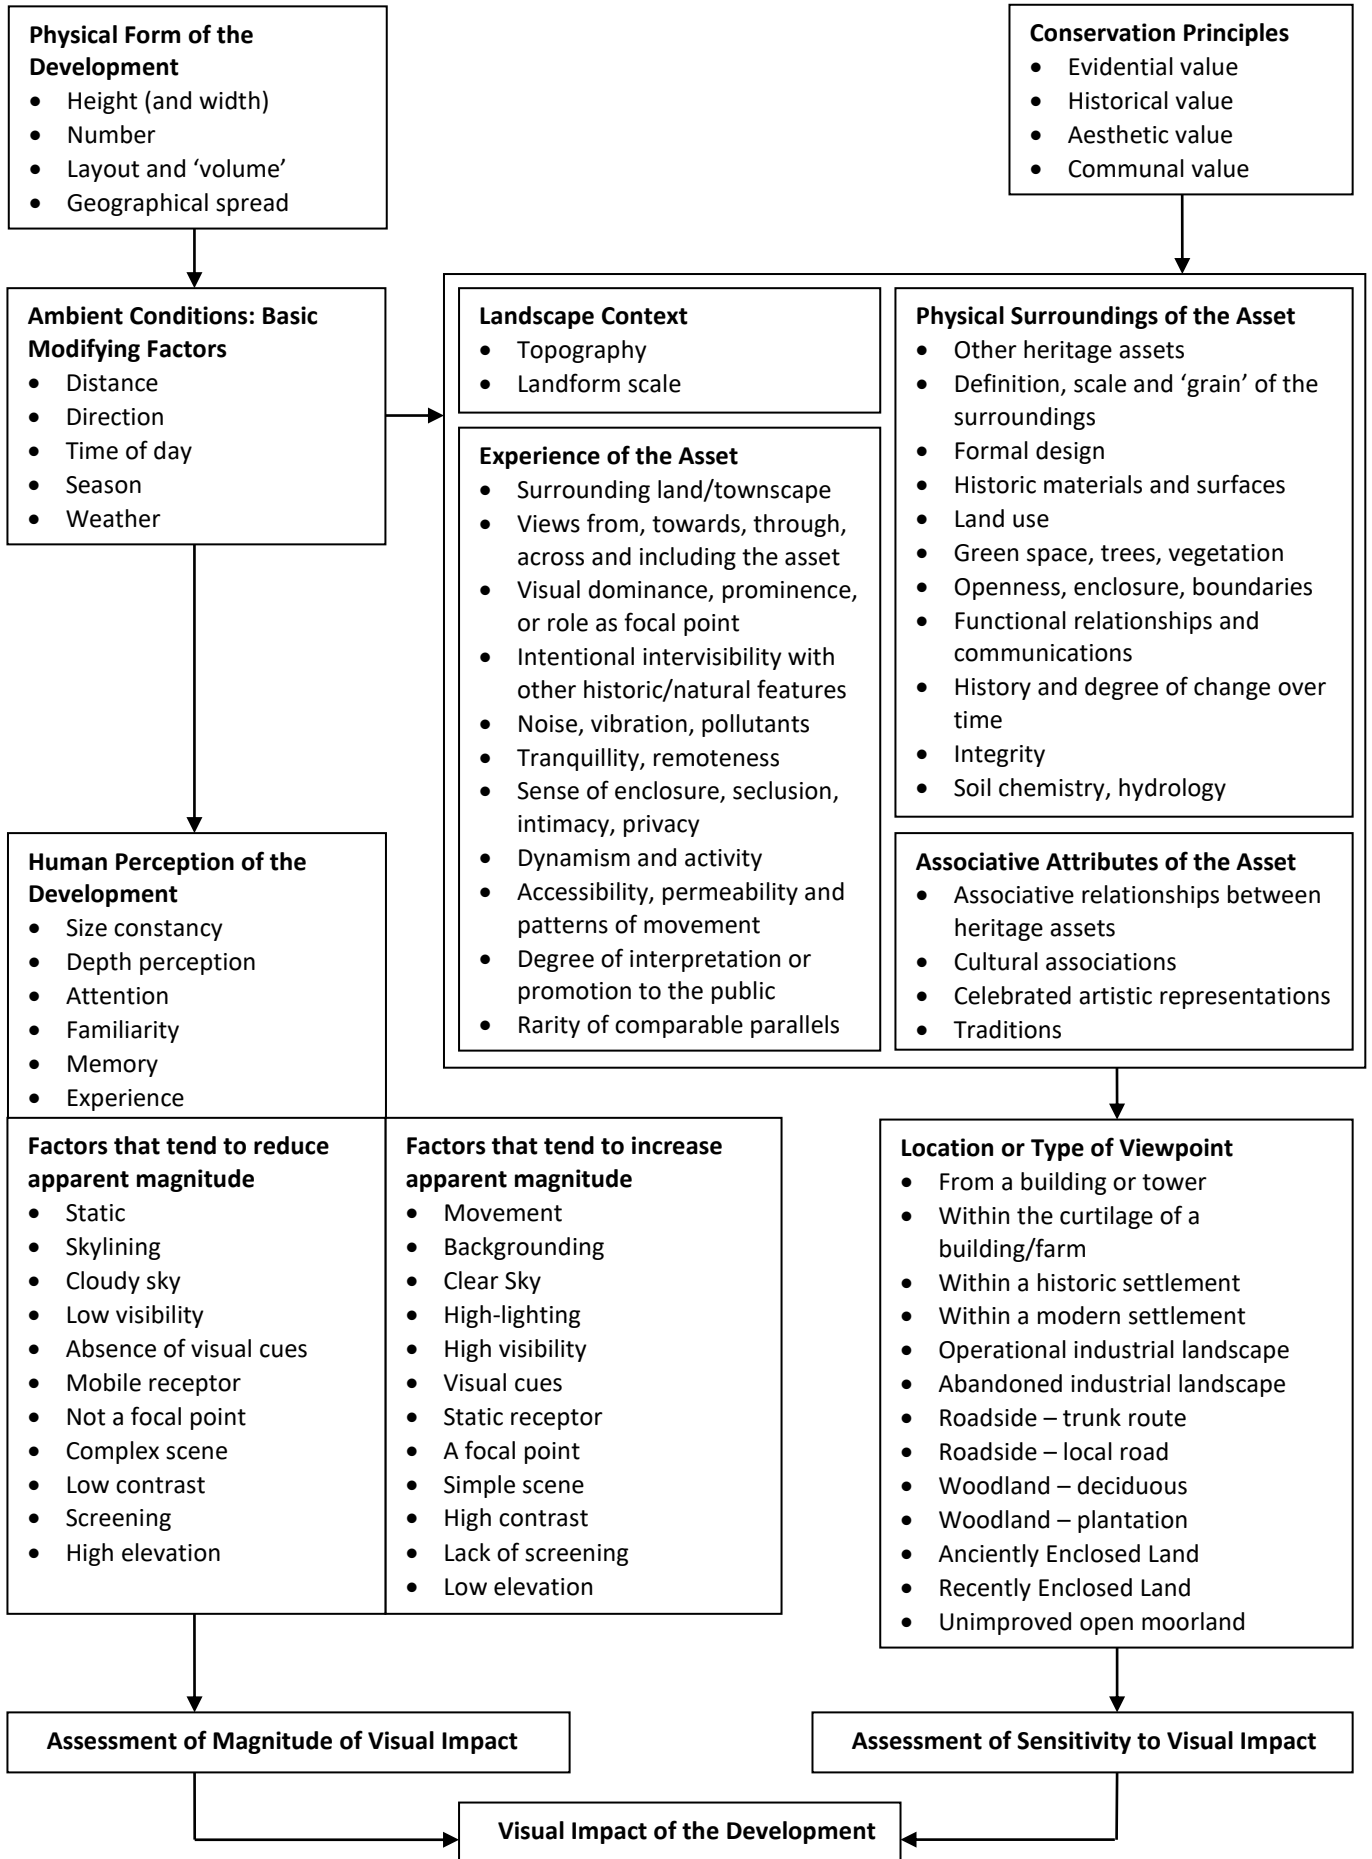 Physical Form of the
Development
• Height (and width)
• Number
• Layout and ‘volume’
• Geographical spread
Conservation Principles
• Evidential value
• Historical value
• Aesthetic value
• Communal value
Ambient Conditions: Basic
Modifying Factors
• Distance
• Direction
• Time of day
• Season
• Weather
Landscape Context
• Topography
• Landform scale
Experience of the Asset
• Surrounding land/townscape
• Views from, towards, through,
across and including the asset
• Visual dominance, prominence,
or role as focal point
• Intentional intervisibility with
other historic/natural features
• Noise, vibration, pollutants
• Tranquillity, remoteness
• Sense of enclosure, seclusion,
intimacy, privacy
• Dynamism and activity
• Accessibility, permeability and
patterns of movement
• Degree of interpretation or
promotion to the public
• Rarity of comparable parallels
Physical Surroundings of the Asset
• Other heritage assets
• Definition, scale and ‘grain’ of the
surroundings
• Formal design
• Historic materials and surfaces
• Land use
• Green space, trees, vegetation
• Openness, enclosure, boundaries
• Functional relationships and
communications
• History and degree of change over
time
• Integrity
• Soil chemistry, hydrology
Associative Attributes of the Asset
• Associative relationships between
heritage assets
• Cultural associations
• Celebrated artistic representations
• Traditions
Human Perception of the
Development
• Size constancy
• Depth perception
• Attention
• Familiarity
• Memory
• Experience
Factors that tend to reduce
apparent magnitude
• Static
• Skylining
• Cloudy sky
• Low visibility
• Absence of visual cues
• Mobile receptor
• Not a focal point
• Complex scene
• Low contrast
• Screening
• High elevation
Factors that tend to increase
apparent magnitude
• Movement
• Backgrounding
• Clear Sky
• High-lighting
• High visibility
• Visual cues
• Static receptor
• A focal point
• Simple scene
• High contrast
• Lack of screening
• Low elevation
Location or Type of Viewpoint
• From a building or tower
• Within the curtilage of a
building/farm
• Within a historic settlement
• Within a modern settlement
• Operational industrial landscape
• Abandoned industrial landscape
• Roadside – trunk route
• Roadside – local road
• Woodland – deciduous
• Woodland – plantation
• Anciently Enclosed Land
• Recently Enclosed Land
• Unimproved open moorland
Assessment of Magnitude of Visual Impact
Assessment of Sensitivity to Visual Impact
Visual Impact of the Development